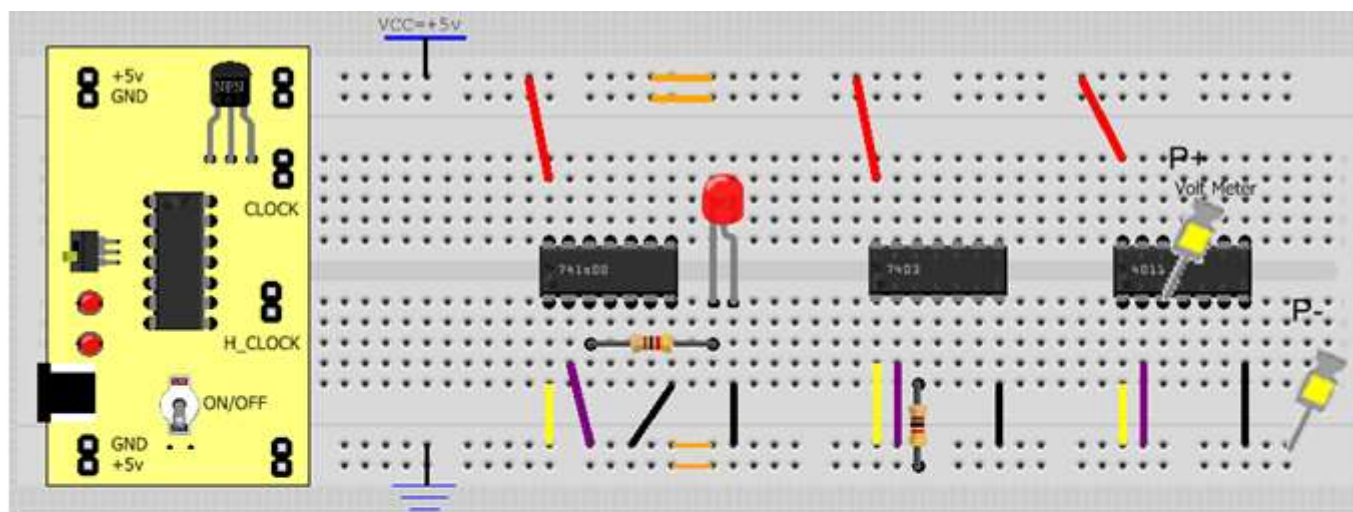 VCC=+5v
+5v
GND
NPN
CLOCK
H_CLOCK
ON/OFF
GND
+5v
74ls00
7403
4011
P+
Volt Meter
P-